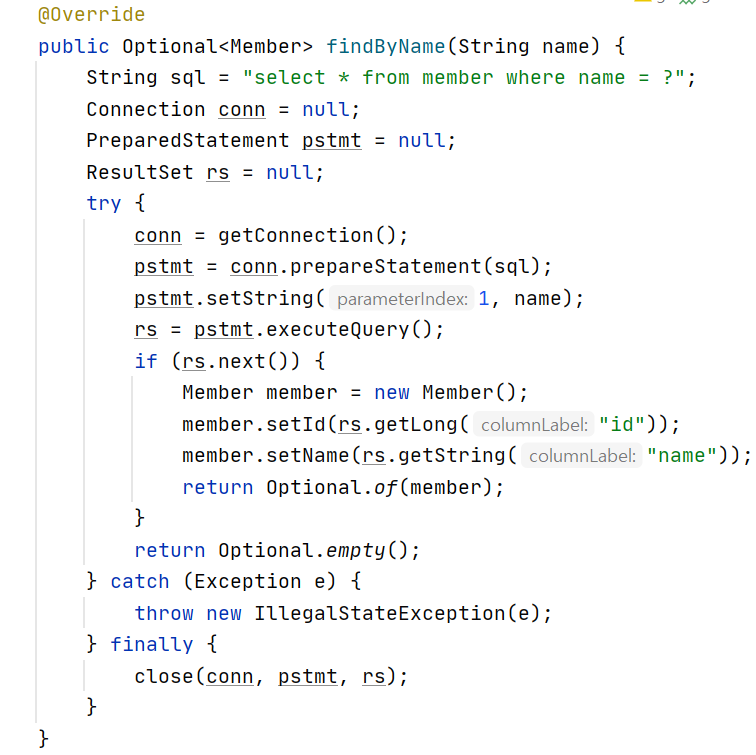 @Override
public Optional<Member> findByName(String name) {
String sql = "select * from member where name = ?";
Connection conn = null;
PreparedStatement pstmt = null;
ResultSet rs = null;
try {
conn = getConnection();
pstmt = conn.prepareStatement(sql);
pstmt.setString( parameterIndex: 1, name);
rs = pstmt.executeQuery();
if (rs.next()) {
Member member = new Member();
member.setId(rs.getLong( columnLabel: "id"));
member.setName(rs.getString( columnLabel: "name"));
return Optional.of(member);
}
return Optional.empty();
} catch (Exception e) {
throw new IllegalStateException(e);
} finally {
close(conn, pstmt, rs);
}
}